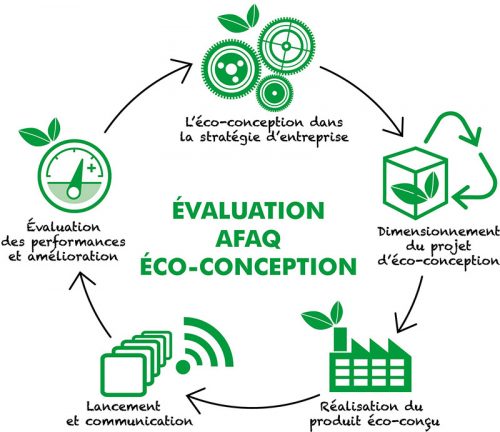 L'éco-conception dans
la stratégie d'entreprise
Dimensionnement
du projet
d'éco-conception
Réalisation du
produit éco-conçu
Lancement
et communication
Évaluation
des performances
et amélioration
ÉVALUATION
AFAQ
ÉCO-CONCEPTION